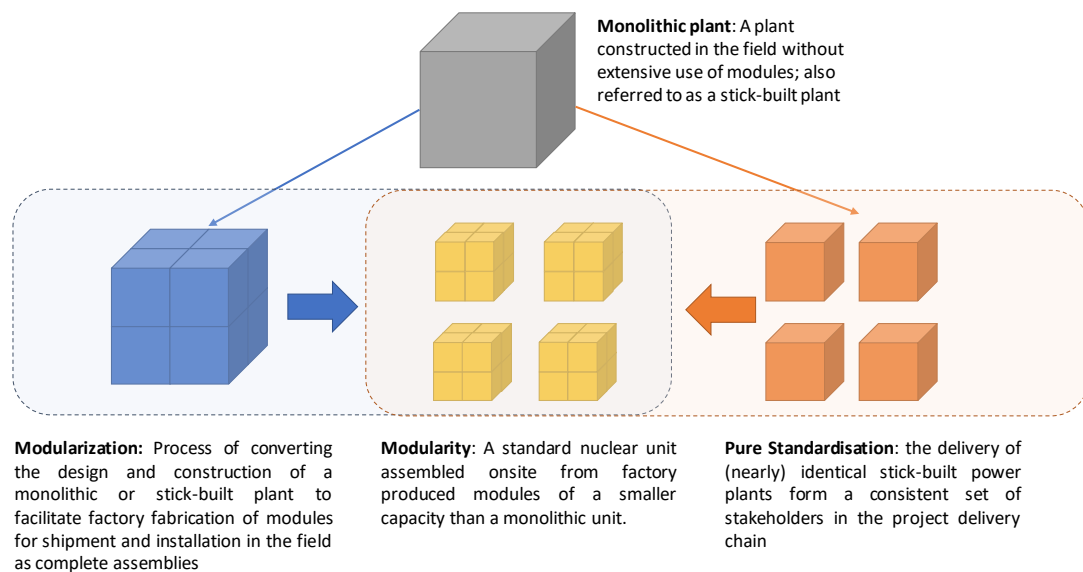 Monolithic plant: A plant
constructed in the field without
extensive use of modules; also
referred to as a stick-built plant
Modularization: Process of converting
the design and construction of a
monolithic or stick-built plant to
facilitate factory fabrication of modules
for shipment and installation in the field
as complete assemblies
Modularity: A standard nuclear unit
assembled onsite from factory
produced modules of a smaller
capacity than a monolithic unit.
Pure Standardisation: the delivery of
(nearly) identical stick-built power
plants form a consistent set of
stakeholders in the project delivery
chain